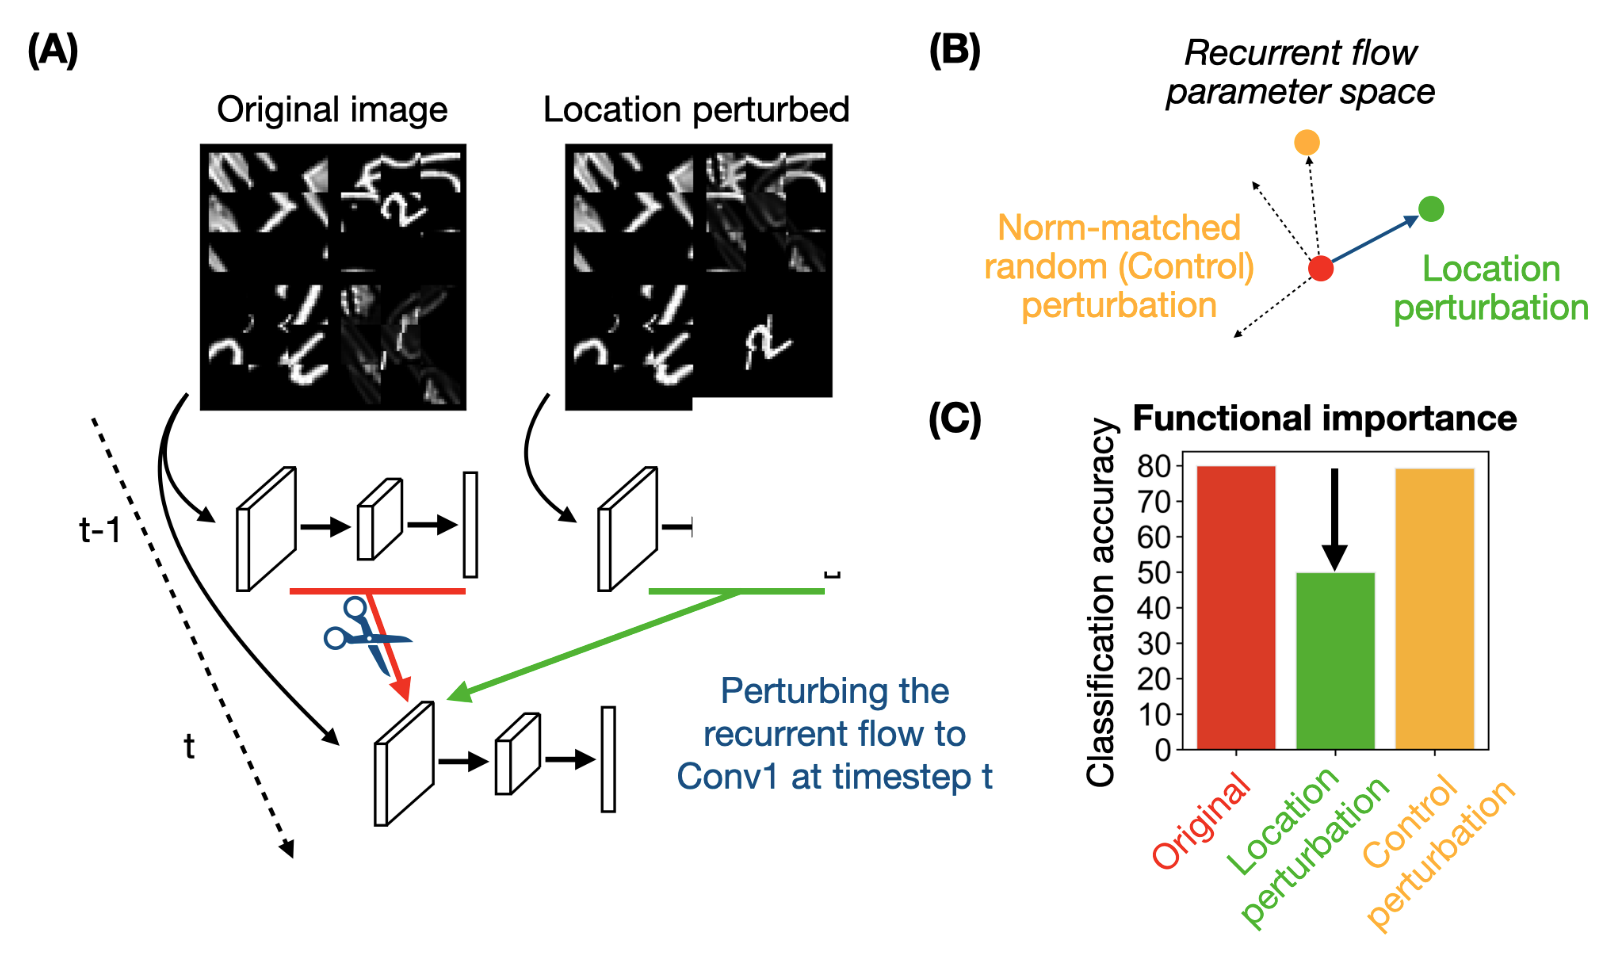 (A)
Original image
Location perturbed
t-1
t
Perturbing the
recurrent flow to
Conv1 at timestep t
(B)
Recurrent flow
parameter space
Norm-matched
random (Control)
perturbation
Location
perturbation
(C)
Functional importance
Classification accuracy
80
70
60
50
40
30
20
10
0
Original
Location
perturbation
Control
perturbation